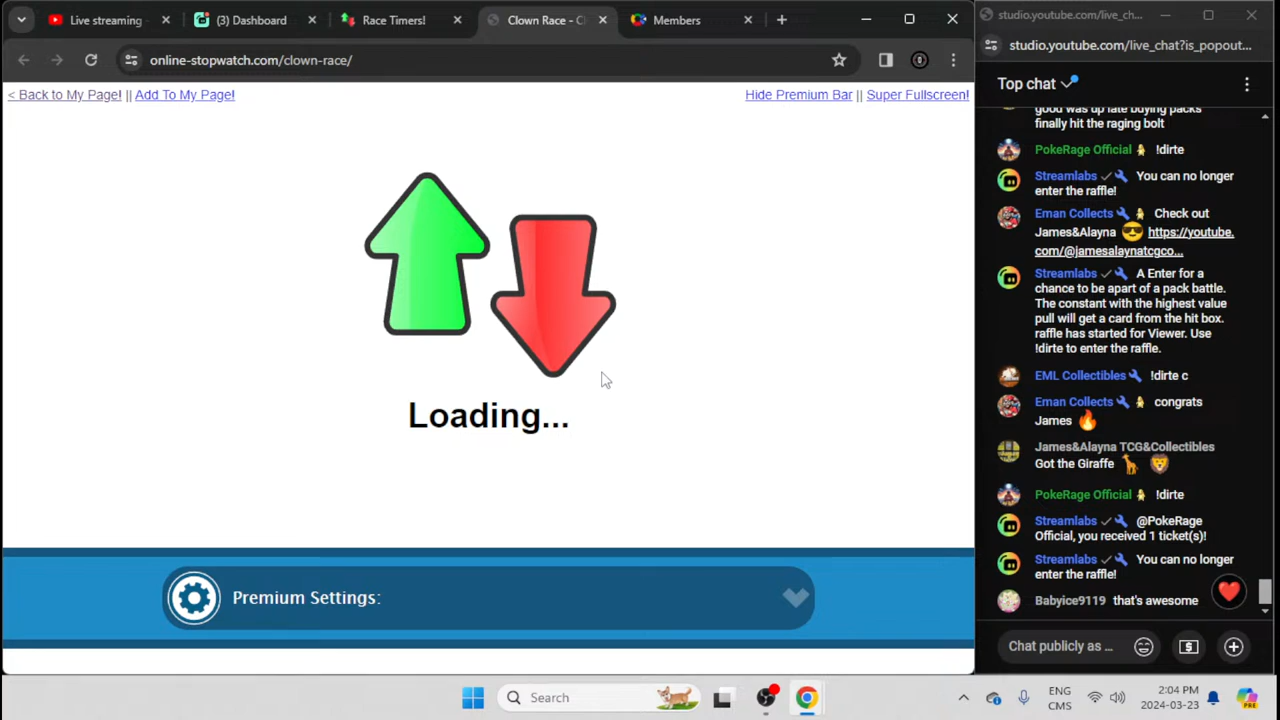 Live streaming
(3) Dashboard
Race Timers!
Clown Race - C
Members
studio.youtube.com/live_ch...
online-stopwatch.com/clown-race/
studio.youtube.com/live_chat?is_popout...
< Back to My Page! || Add To My Page!
Hide Premium Bar || Super Fullscreen!
Loading...
Premium Settings:
Top chat
good was up late buying packs
finally hit the raging bolt
PokeRage Official !dirte
Streamlabs You can no longer
enter the raffle!
Eman Collects Check out
James&Alayna 😎 https://youtube.
com/@jamesalaynatcgco...
Streamlabs A Enter for a
chance to be apart of a pack battle.
The constant with the highest value
pull will get a card from the hit box.
raffle has started for Viewer. Use
!dirte to enter the raffle.
EML Collectibles !dirte c
Eman Collects congrats
James 🔥
James&Alayna TCG&Collectibles
Got the Giraffe 🦒 🦁
PokeRage Official !dirte
Streamlabs @PokeRage
Official, you received 1 ticket(s)!
Streamlabs You can no longer
enter the raffle!
Babyice9119 that's awesome
Chat publicly as ...
Search
ENG
CMS
2:04 PM
2024-03-23
PRE